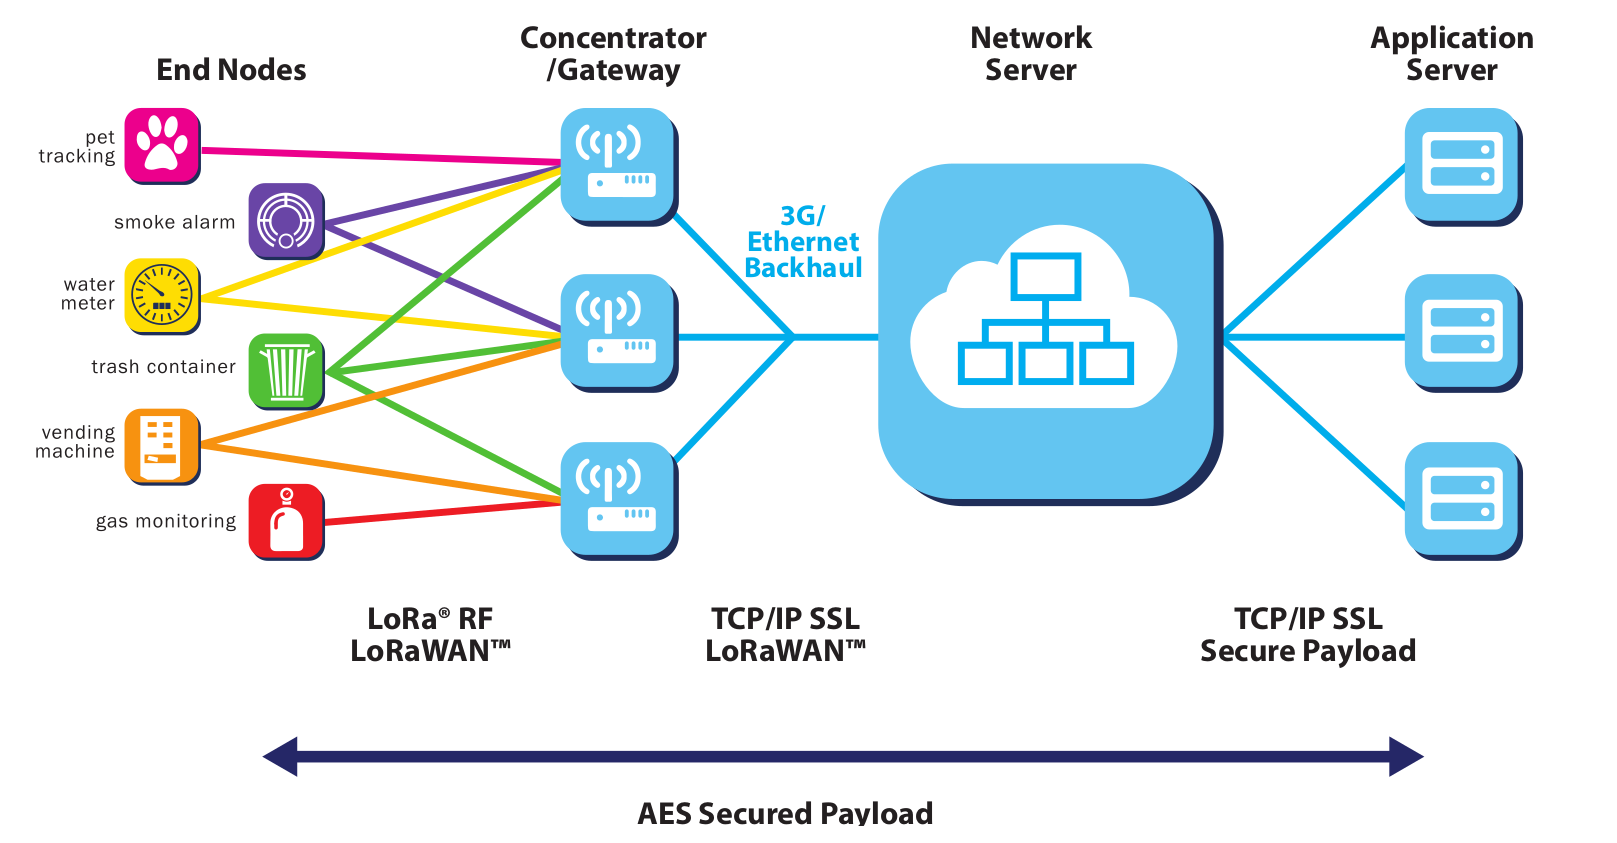 End Nodes
Concentrator
/Gateway
Network
Server
Application
Server
pet
tracking
smoke alarm
water
meter
trash container
vending
machine
gas monitoring
3G/
Ethernet
Backhaul
LoRa® RF
LoRaWAN™
TCP/IP SSL
LoRaWAN™
TCP/IP SSL
Secure Payload
AES Secured Payload